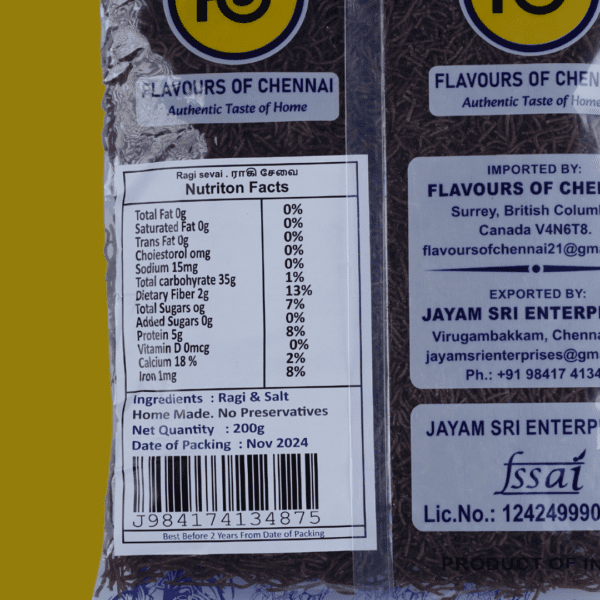 FLAVOURS OF CHENNAI
Authentic Taste of Home
Ragi sevai . ராகி சேவை
Nutriton Facts
Total Fat 0g 0%
Saturated Fat 0g 0%
Trans Fat 0g 0%
Cholestorol omg 0%
Sodium 15mg 0%
Total carbohyrate 35g 1%
Dietary Fiber 2g 13%
Total Sugars og 7%
Added Sugars 0g 0%
Protein 5g 8%
Vitamin D 0mcg 0%
Calcium 18 % 2%
Iron 1mg 8%
Ingredients : Ragi & Salt
Home Made. No Preservatives
Net Quantity : 200g
Date of Packing : Nov 2024
J984174134875
Best Before 2 Years From Date of Packing
FLAVOURS OF CHEN
Authentic Taste of Home
IMPORTED BY:
FLAVOURS OF CHE
Surrey, British Colum
Canada V4N6T8.
flavoursofchennai21@gm
EXPORTED BY:
JAYAM SRI ENTERP
Virugambakkam, Chenna
jayamsrienterprises@gm
Ph.: +91 98417 4134
JAYAM SRI ENTERP
fssai
Lic.No.: 124249990
PRODUCT OF IN